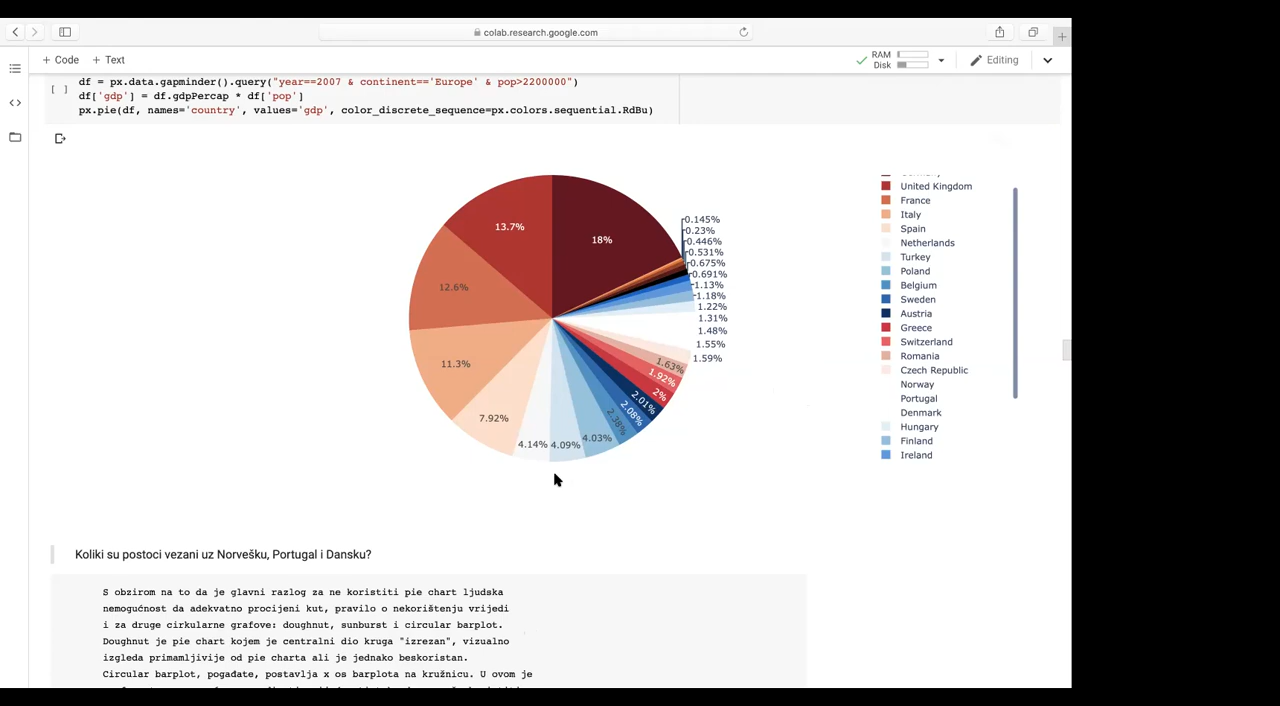 colab.research.google.com
+ Code + Text
RAM
Disk
Editing
df = px.data.gapminder().query("year==2007 & continent=='Europe' & pop>2200000")
[ ]
df['gdp'] = df.gdpPercap * df['pop']
px.pie(df, names='country', values='gdp', color_discrete_sequence=px.colors.sequential.RdBu)
18%
13.7%
12.6%
11.3%
7.92%
4.14%
4.09%
4.03%
2.38%
2.08%
2.01%
2%
1.92%
1.63%
1.59%
1.55%
1.48%
1.31%
1.22%
1.18%
1.13%
0.691%
0.675%
0.531%
0.446%
0.23%
0.145%
United Kingdom
France
Italy
Spain
Netherlands
Turkey
Poland
Belgium
Sweden
Austria
Greece
Switzerland
Romania
Czech Republic
Norway
Portugal
Denmark
Hungary
Finland
Ireland
Koliki su postoci vezani uz Norvešku, Portugal i Dansku?
S obzirom na to da je glavni razlog za ne koristiti pie chart ljudska
nemogućnost da adekvatno procijeni kut, pravilo o nekorištenju vrijedi
i za druge cirkularne grafove: doughnut, sunburst i circular barplot.
Doughnut je pie chart kojem je centralni dio kruga "izrezan", vizualno
izgleda primamljivije od pie charta ali je jednako beskoristan.
Circular barplot, pogađate, postavlja x os barplota na kružnicu. U ovom je